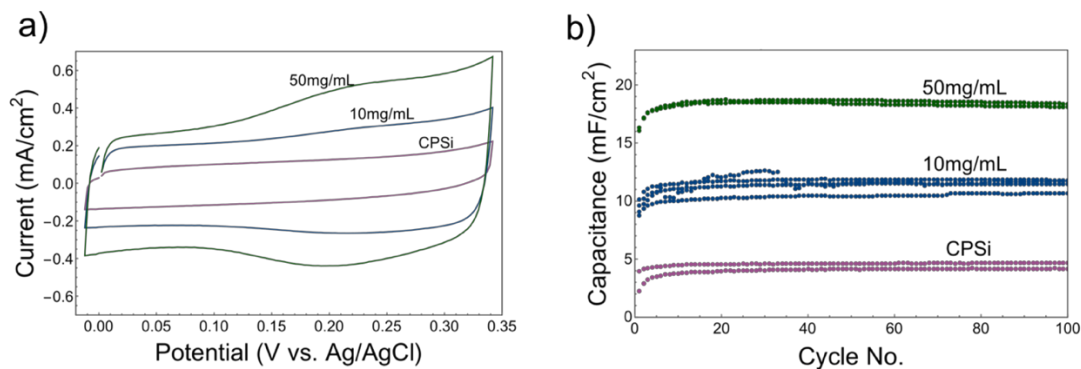 a)
Current (mA/cm²)
0.6
0.4
0.2
0.0
−0.2
−0.4
−0.6
50mg/mL
10mg/mL
CPSi
0.00 0.05 0.10 0.15 0.20 0.25 0.30 0.35
Potential (V vs. Ag/AgCl)
b)
Capacitance (mF/cm²)
20
15
10
5
0
50mg/mL
10mg/mL
CPSi
0 20 40 60 80 100
Cycle No.